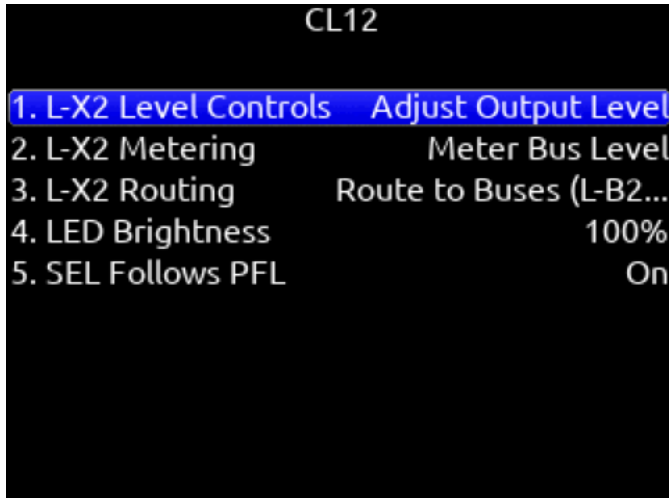 CL12
1. L-X2 Level Controls Adjust Output Level
2. L-X2 Metering Meter Bus Level
3. L-X2 Routing Route to Buses (L-B2...
4. LED Brightness 100%
5. SEL Follows PFL On